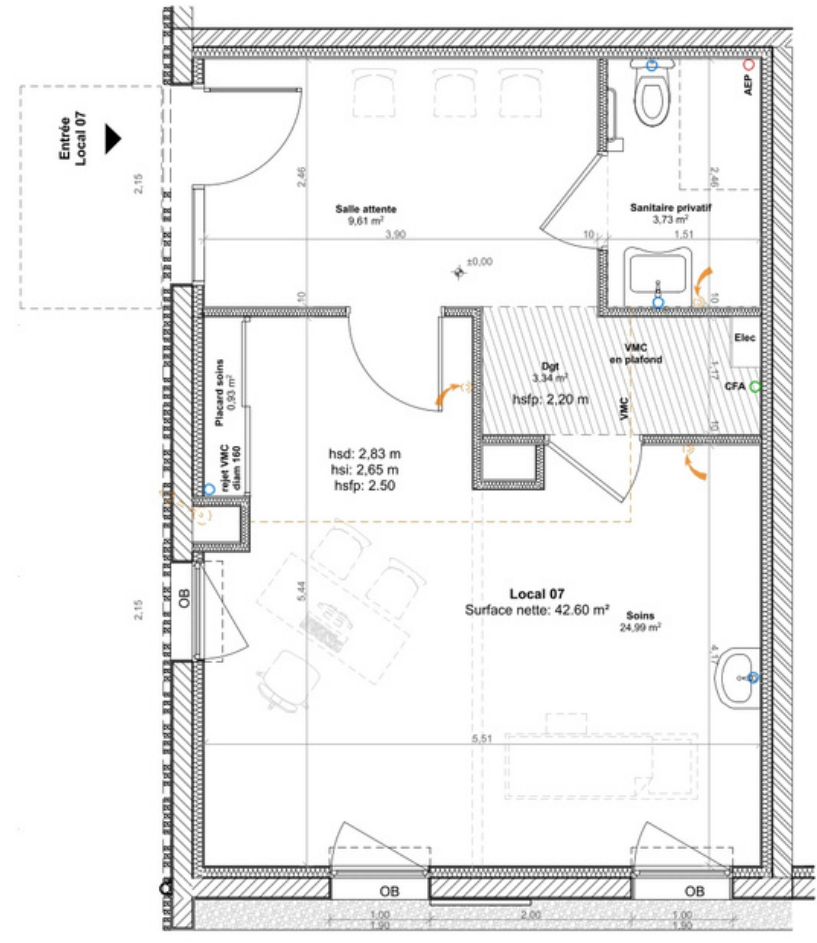 Entrée
Local 07
AEP
2,15
2,46
2,46
Salle attente
9,61 m²
Sanitaire privatif
3,73 m²
3,90
10
1,51
±0,00
10
10
Elec
VMC
en plafond
Dgt
3,34 m²
hsfp: 2,20 m
1,17
CFA
VMC
10
Placard soins
0,93 m²
rejet VMC
diam 160
hsd: 2,83 m
hsi: 2,65 m
hsfp: 2.50
OB
2,15
5,44
Local 07
Surface nette: 42.60 m²
Soins
24,99 m²
4,17
5,51
OB
OB
1,00
1,90
2,00
1,00
1,90